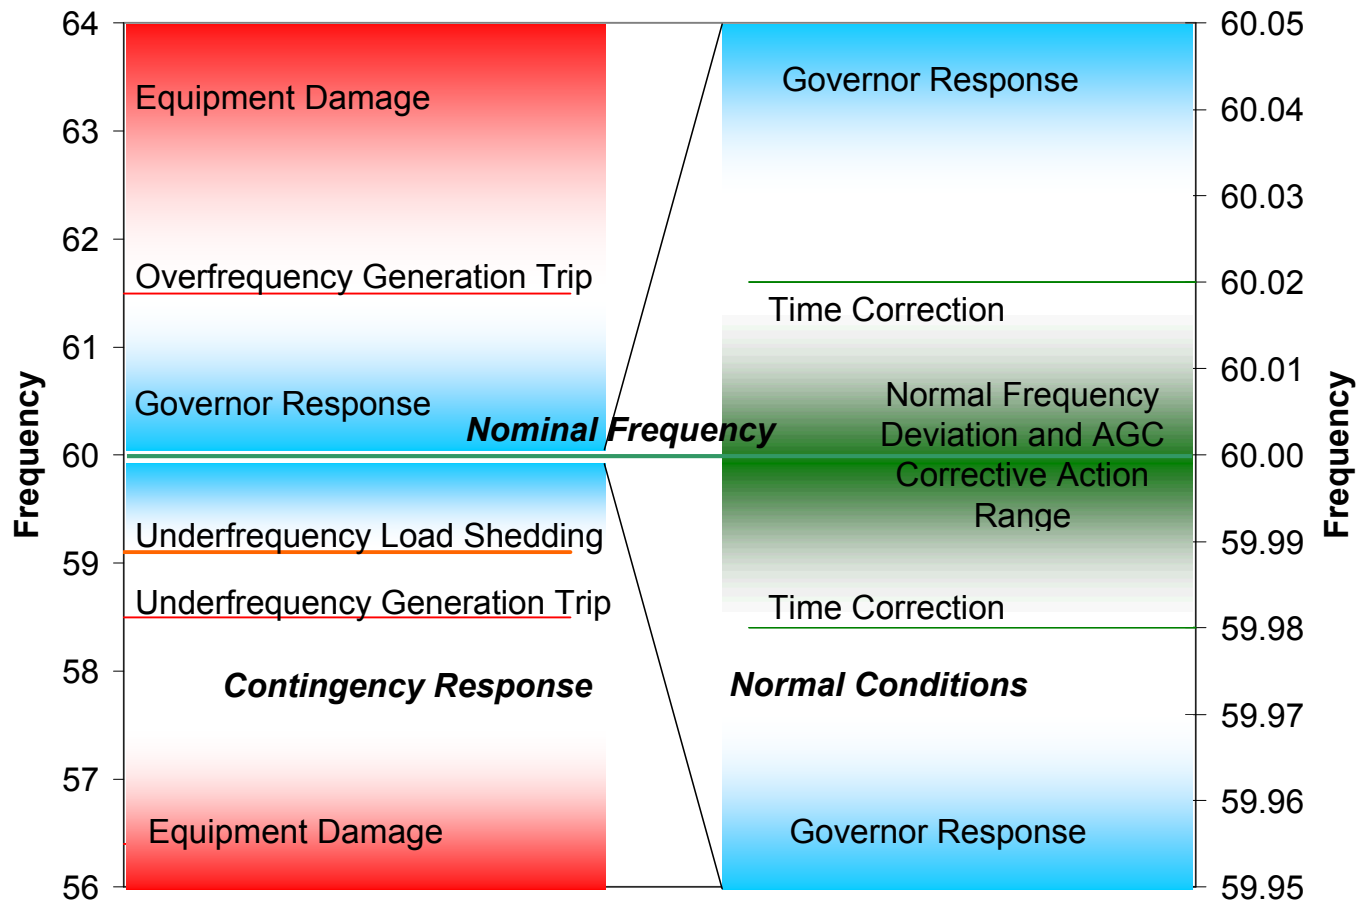 64
63
62
61
60
59
58
57
56
Frequency
Equipment Damage
Overfrequency Generation Trip
Governor Response
Nominal Frequency
Underfrequency Load Shedding
Underfrequency Generation Trip
Contingency Response
Equipment Damage
Governor Response
Time Correction
Normal Frequency
Deviation and AGC
Corrective Action
Range
Time Correction
Normal Conditions
Governor Response
60.05
60.04
60.03
60.02
60.01
60.00
59.99
59.98
59.97
59.96
59.95
Frequency